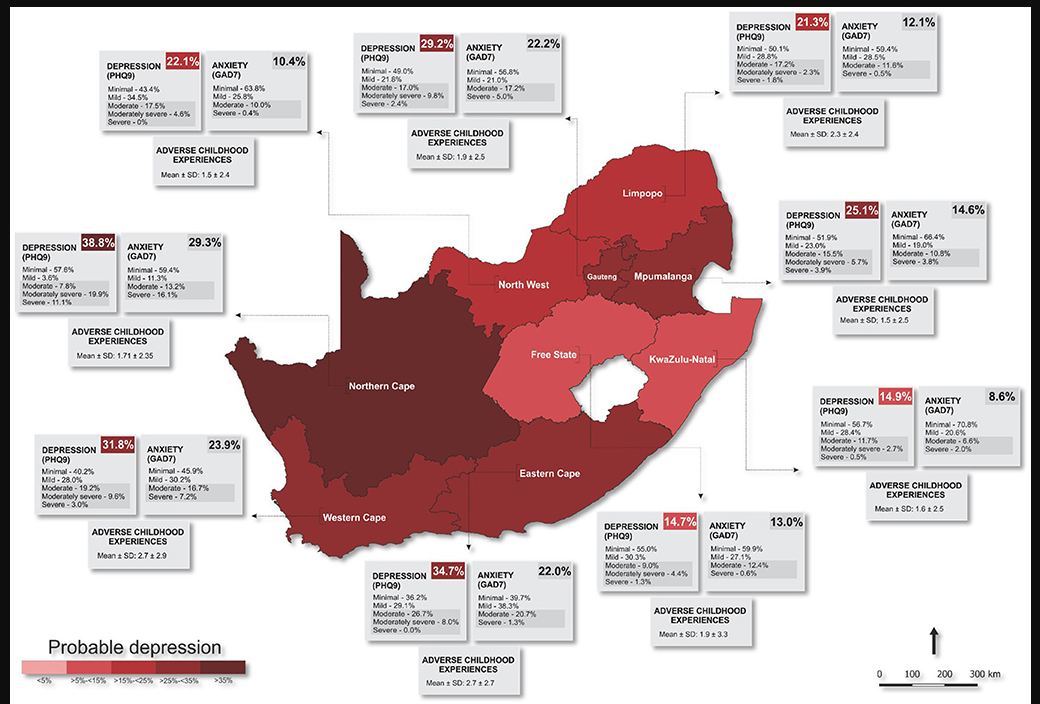 DEPRESSION
(PHQ9)
22.1%
Minimal - 43.4%
Mild - 34.5%
Moderate - 17.5%
Moderately severe - 4.6%
Severe - 0%
ANXIETY
(GAD7)
10.4%
Minimal - 63.8%
Mild - 25.8%
Moderate - 10.0%
Severe - 0.4%
ADVERSE CHILDHOOD
EXPERIENCES
Mean ± SD: 1.5 ± 2.4
DEPRESSION
(PHQ9)
29.2%
Minimal - 49.0%
Mild - 21.8%
Moderate - 17.0%
Moderately severe - 9.8%
Severe - 2.4%
ANXIETY
(GAD7)
22.2%
Minimal - 56.8%
Mild - 21.0%
Moderate - 17.2%
Severe - 5.0%
ADVERSE CHILDHOOD
EXPERIENCES
Mean ± SD: 1.9 ± 2.5
DEPRESSION
(PHQ9)
21.3%
Minimal - 50.1%
Mild - 28.8%
Moderate - 17.2%
Moderately severe - 2.3%
Severe - 1.8%
ANXIETY
(GAD7)
12.1%
Minimal - 59.4%
Mild - 28.5%
Moderate - 11.6%
Severe - 0.5%
ADVERSE CHILDHOOD
EXPERIENCES
Mean ± SD: 2.3 ± 2.4
DEPRESSION
(PHQ9)
38.8%
Minimal - 57.6%
Mild - 3.6%
Moderate - 7.8%
Moderately severe - 19.9%
Severe - 11.1%
ANXIETY
(GAD7)
29.3%
Minimal - 59.4%
Mild - 11.3%
Moderate - 13.2%
Severe - 16.1%
ADVERSE CHILDHOOD
EXPERIENCES
Mean ± SD: 1.71 ± 2.35
DEPRESSION
(PHQ9)
25.1%
Minimal - 51.9%
Mild - 23.0%
Moderate - 15.5%
Moderately severe - 5.7%
Severe - 3.9%
ANXIETY
(GAD7)
14.6%
Minimal - 66.4%
Mild - 19.0%
Moderate - 10.8%
Severe - 3.8%
ADVERSE CHILDHOOD
EXPERIENCES
Mean ± SD; 1.5 ± 2.5
Limpopo
Gauteng
Mpumalanga
North West
Free State
KwaZulu-Natal
Northern Cape
Eastern Cape
Western Cape
DEPRESSION
(PHQ9)
14.9%
Minimal - 56.7%
Mild - 28.4%
Moderate - 11.7%
Moderately severe - 2.7%
Severe - 0.5%
ANXIETY
(GAD7)
8.6%
Minimal - 70.8%
Mild - 20.6%
Moderate - 6.6%
Severe - 2.0%
ADVERSE CHILDHOOD
EXPERIENCES
Mean ± SD: 1.6 ± 2.5
DEPRESSION
(PHQ9)
31.8%
Minimal - 40.2%
Mild - 28.0%
Moderate - 19.2%
Moderately severe - 9.6%
Severe - 3.0%
ANXIETY
(GAD7)
23.9%
Minimal - 45.9%
Mild - 30.2%
Moderate - 16.7%
Severe - 7.2%
ADVERSE CHILDHOOD
EXPERIENCES
Mean ± SD: 2.7 ± 2.9
DEPRESSION
(PHQ9)
14.7%
Minimal - 55.0%
Mild - 30.3%
Moderate - 9.0%
Moderately severe - 4.4%
Severe - 1.3%
ANXIETY
(GAD7)
13.0%
Minimal - 59.9%
Mild - 27.1%
Moderate - 12.4%
Severe - 0.6%
ADVERSE CHILDHOOD
EXPERIENCES
Mean ± SD: 1.9 ± 3.3
DEPRESSION
(PHQ9)
34.7%
Minimal - 36.2%
Mild - 29.1%
Moderate - 26.7%
Moderately severe - 8.0%
Severe - 0.0%
ANXIETY
(GAD7)
22.0%
Minimal - 39.7%
Mild - 38.3%
Moderate - 20.7%
Severe - 1.3%
ADVERSE CHILDHOOD
EXPERIENCES
Mean ± SD: 2.7 ± 2.7
Probable depression
<5% >5%-<15% >15%-<25% >25%-<35% >35%
0 100 200 300 km